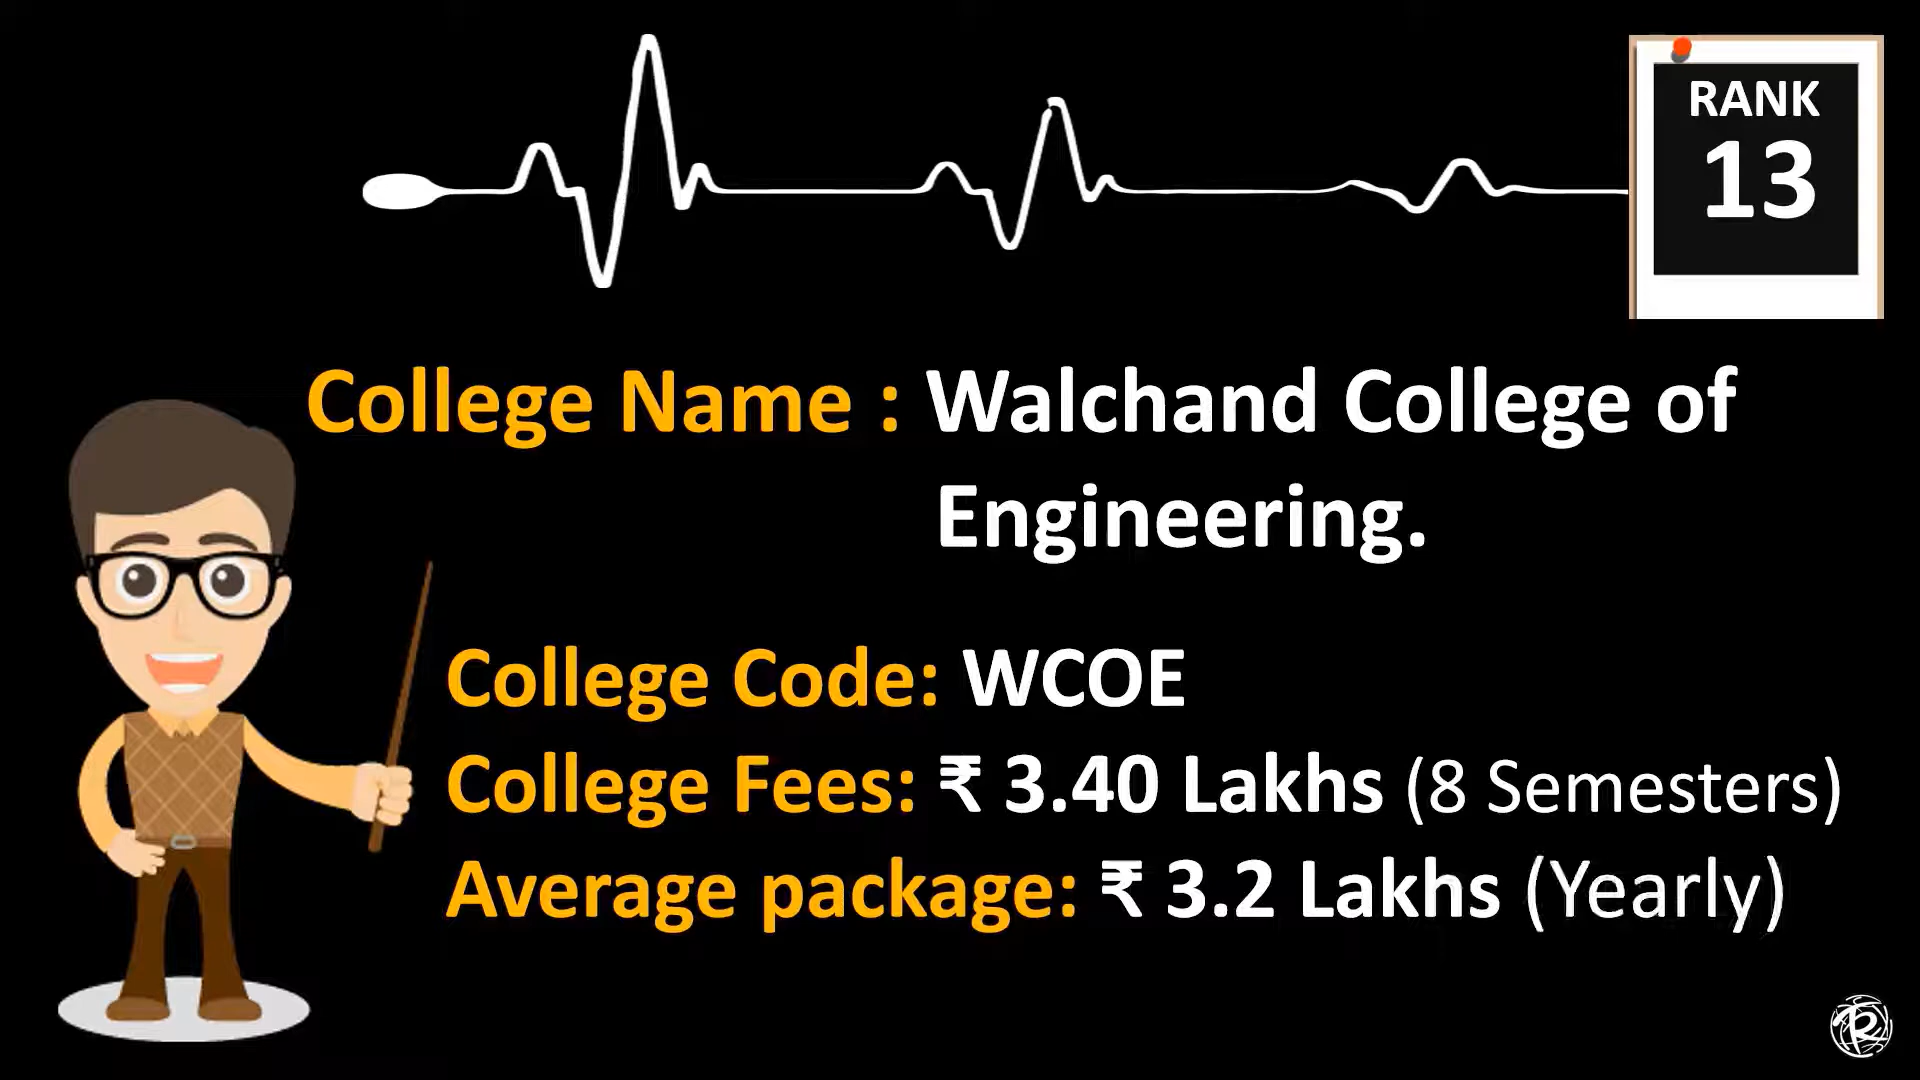 RANK
13
College Name : Walchand College of
Engineering.
College Code: WCOE
College Fees: ₹ 3.40 Lakhs (8 Semesters)
Average package: ₹ 3.2 Lakhs (Yearly)